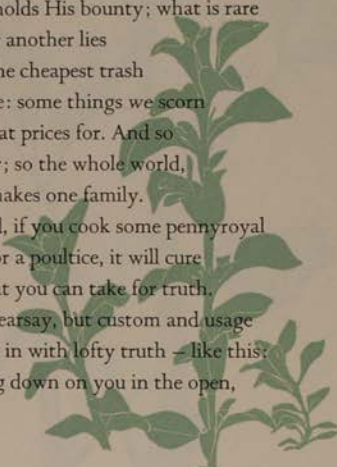 holds His bounty; what is rare
another lies
cheapest trash
: some things we scorn
at prices for. And so
; so the whole world,
makes one family.
, if you cook some pennyroyal
or a poultice, it will cure
t you can take for truth.
earsay, but custom and usage
in with lofty truth – like this:
g down on you in the open,